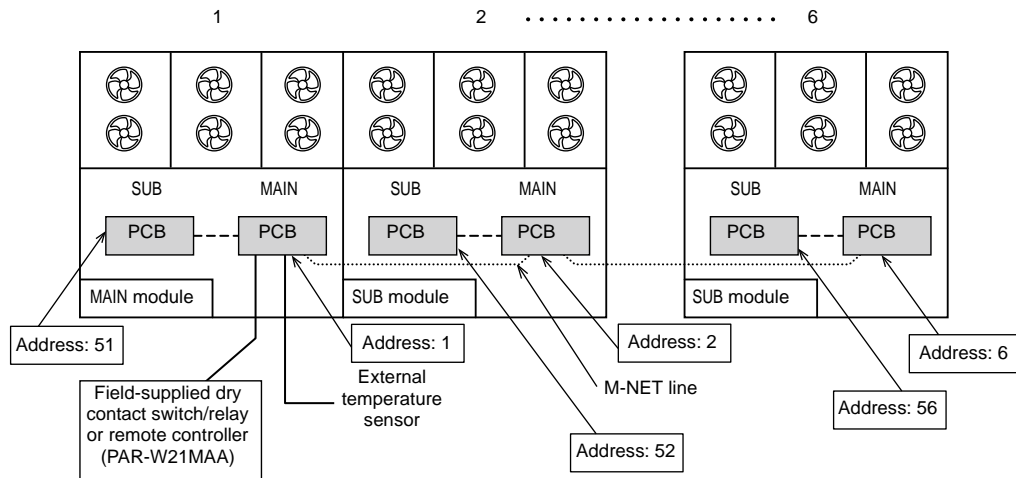 1 2 . . . . . . . . . . . . . . . . . 6
SUB MAIN SUB MAIN SUB MAIN
PCB PCB PCB PCB PCB PCB
MAIN module SUB module SUB module
Address: 51 Address: 1 Address: 2 Address: 6
Field-supplied dry
contact switch/relay
or remote controller
(PAR-W21MAA)
External
temperature
sensor
M-NET line
Address: 52
Address: 56